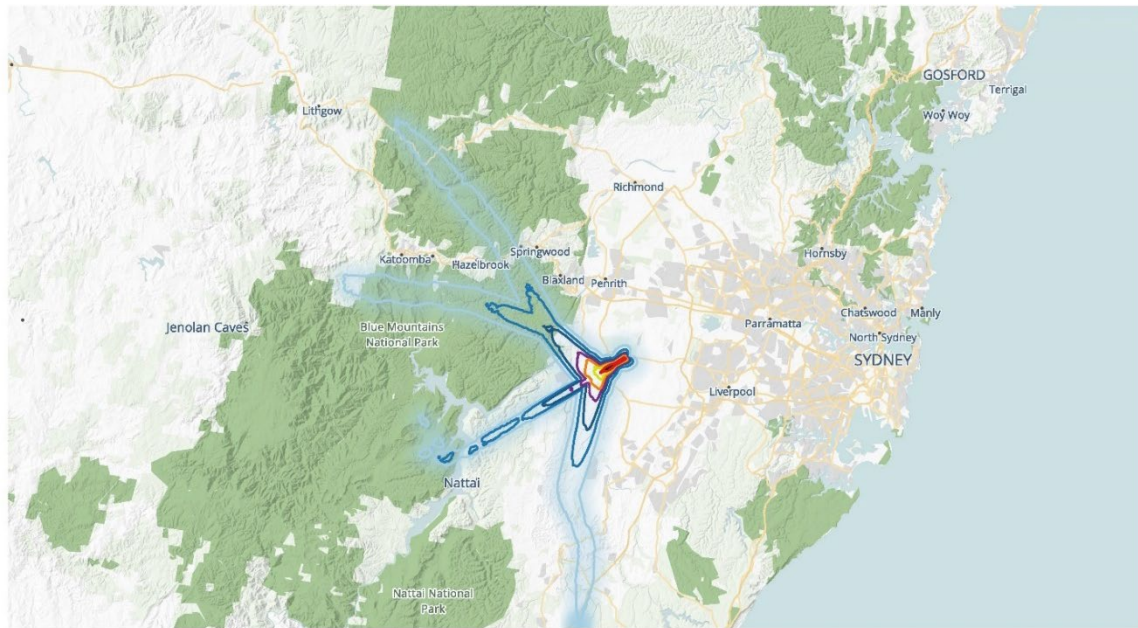 GOSFORD
Terrigal
Lithgow
Woy Woy
Richmond
Springwood
Katoomba
Hazelbrook
Hornsby
Blaxland
Penrith
Jenolan Caves
Blue Mountains
National Park
Parramatta
Chatswood
Manly
North Sydney
SYDNEY
Liverpool
Nattai
Nattai National
Park